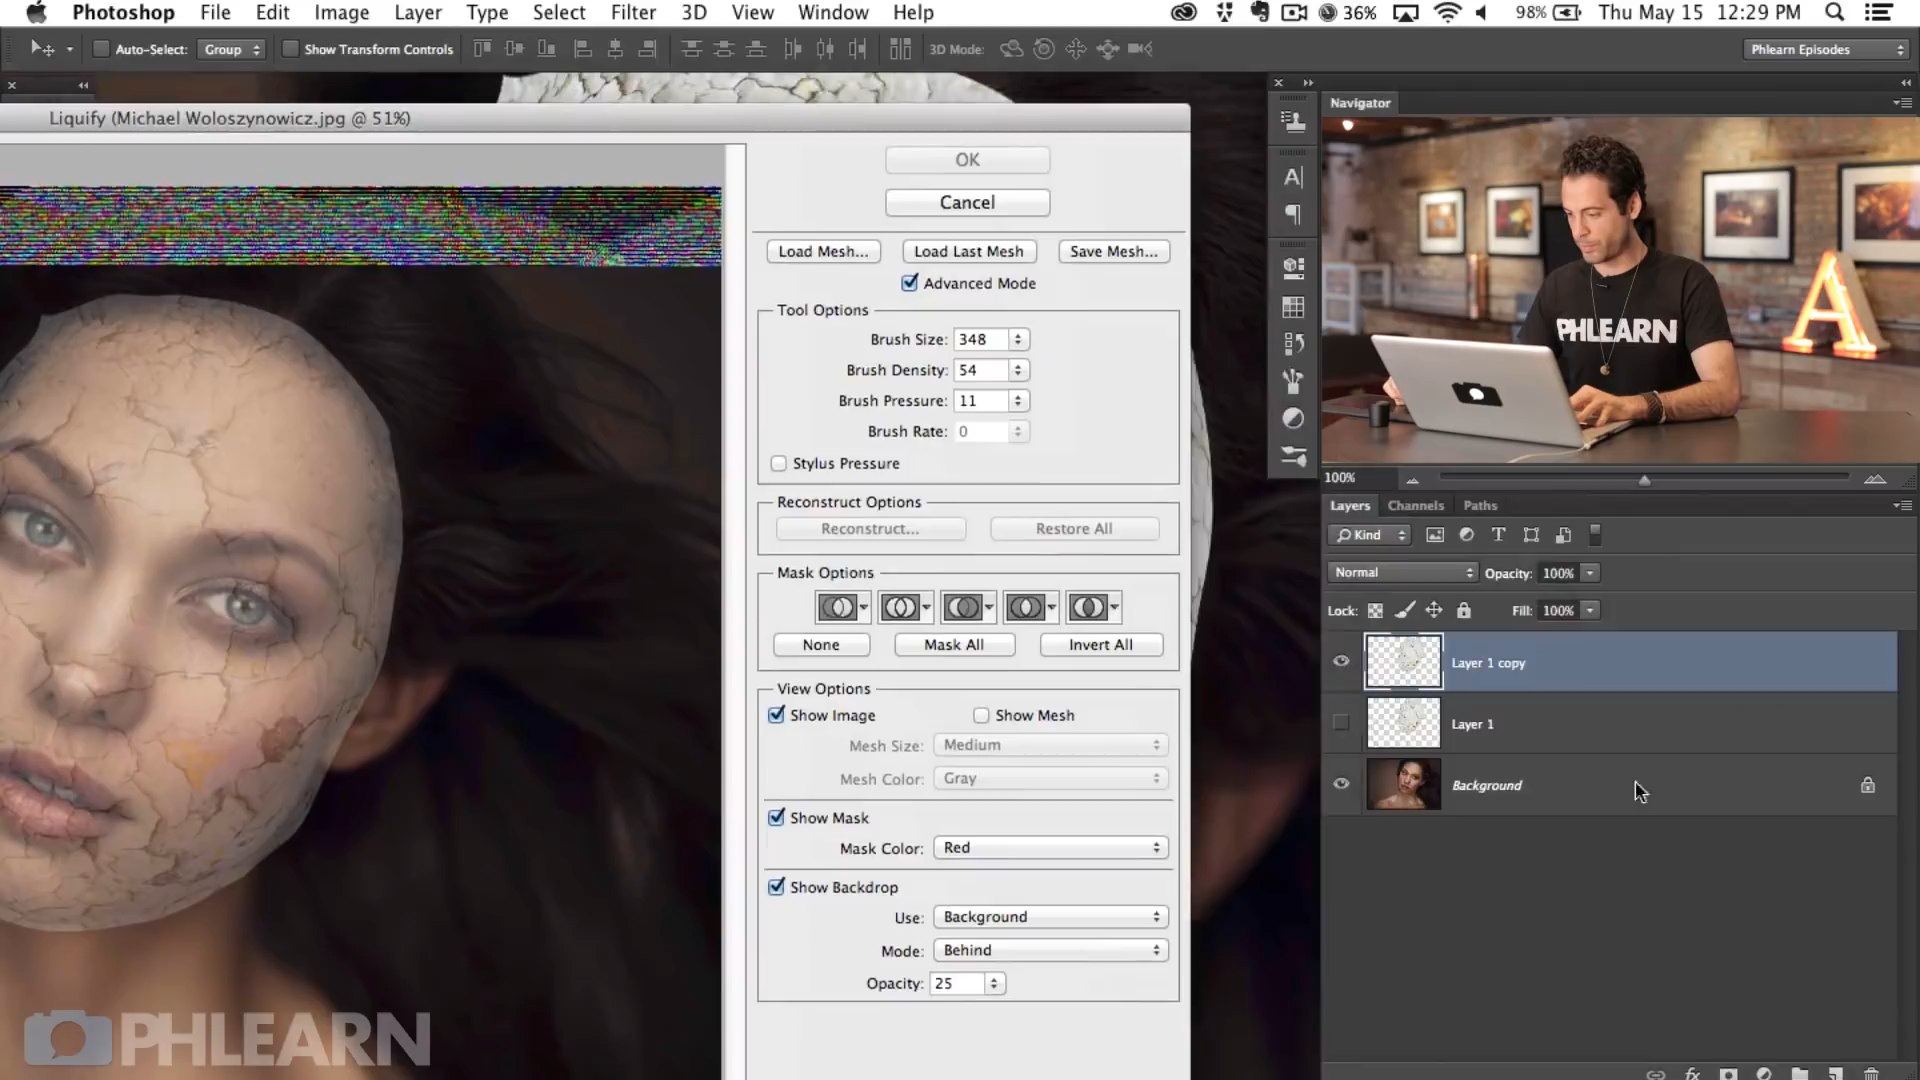 Photoshop File Edit Image Layer Type Select Filter 3D View Window Help 36% 98% Thu May 15 12:29 PM
Auto-Select: Group Show Transform Controls 3D Mode: Phlearn Episodes
Liquify (Michael Woloszynowicz.jpg @ 51%)
OK
Cancel
Load Mesh... Load Last Mesh Save Mesh...
Advanced Mode
Tool Options
Brush Size: 348
Brush Density: 54
Brush Pressure: 11
Brush Rate: 0
Stylus Pressure
Reconstruct Options
Reconstruct... Restore All
Mask Options
None Mask All Invert All
View Options
Show Image Show Mesh
Mesh Size: Medium
Mesh Color: Gray
Show Mask
Mask Color: Red
Show Backdrop
Use: Background
Mode: Behind
Opacity: 25
PHLEARN
Navigator
A
PHLEARN
100%
Layers Channels Paths
Kind
Normal Opacity: 100%
Lock: Fill: 100%
Layer 1 copy
Layer 1
Background